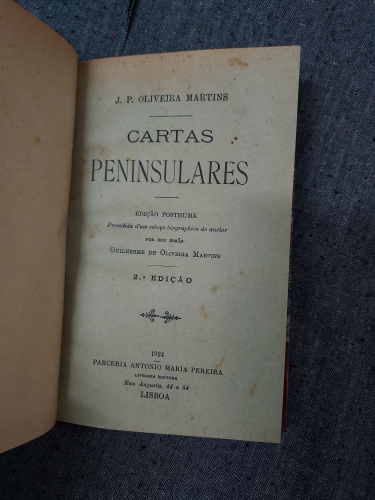 J. P. OLIVEIRA MARTINS
CARTAS
PENINSULARES
EDIÇÃO POSTHUMA
Precedida d'um esboço biographico do auctor
POR SEU IRMÃO
GUILHERME DE OLIVEIRA MARTINS
2.ª EDIÇÃO
1924
PARCERIA ANTONIO MARIA PEREIRA
LIVRARIA EDITORA
Rua Augusta, 44 a 54
LISBOA